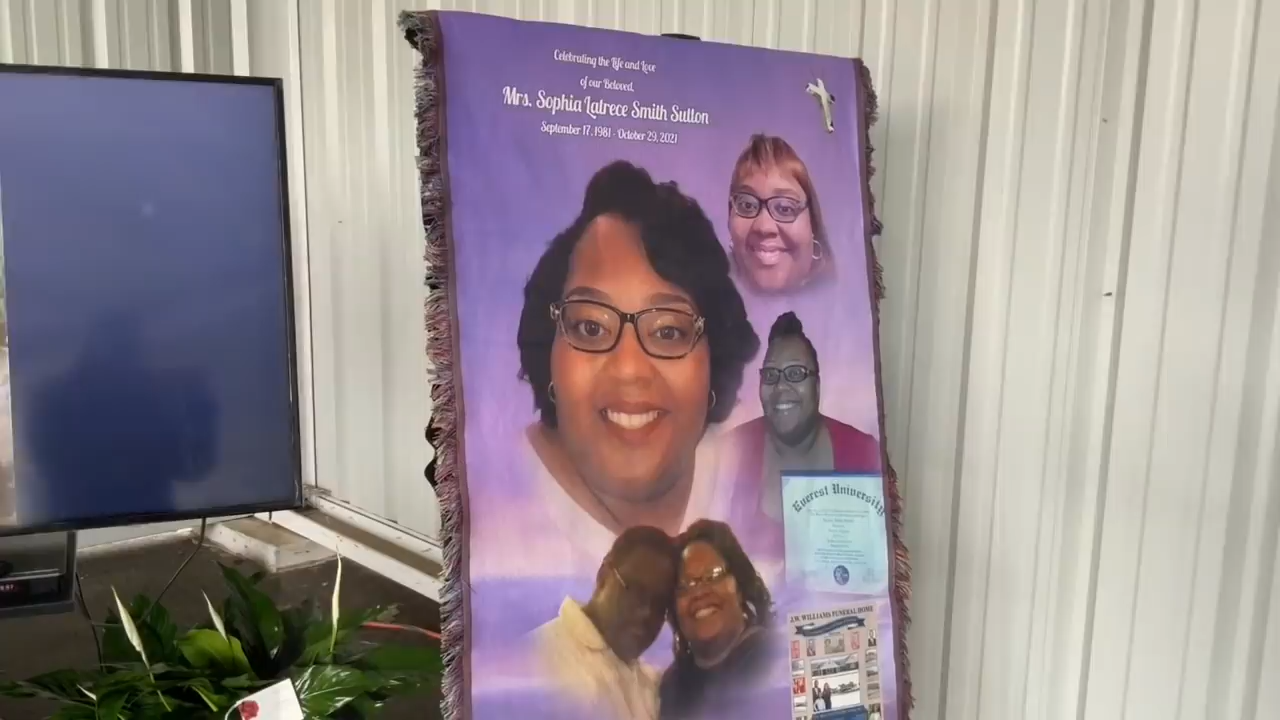 Celebrating the Life and Love
of our Beloved,
Mrs. Sophia Latrece Smith Sutton
September 17, 1981 - October 29, 2021
Everest University
J.W. WILLIAMS FUNERAL HOME